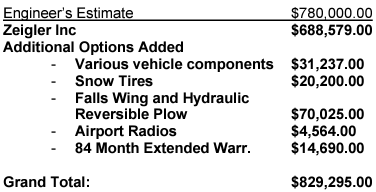 Engineer's Estimate $780,000.00
Zeigler Inc $688,579.00
Additional Options Added
- Various vehicle components $31,237.00
- Snow Tires $20,200.00
- Falls Wing and Hydraulic
Reversible Plow $70,025.00
- Airport Radios $4,564.00
- 84 Month Extended Warr. $14,690.00
Grand Total: $829,295.00